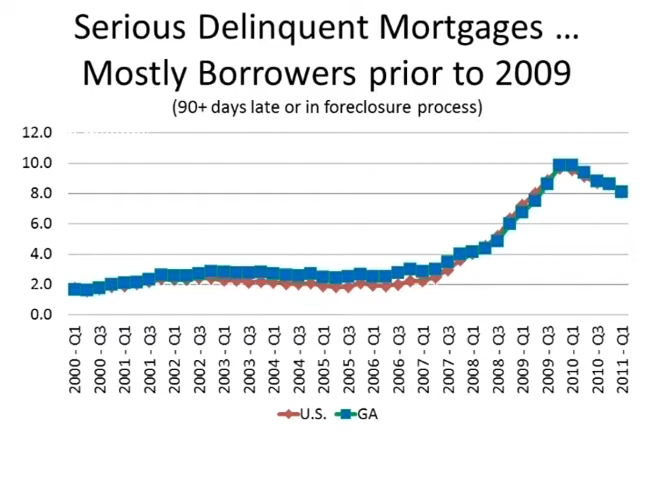 Serious Delinquent Mortgages ...
Mostly Borrowers prior to 2009
(90+ days late or in foreclosure process)
12.0
10.0
8.0
6.0
4.0
2.0
0.0
2000 - Q1
2000 - Q3
2001 - Q1
2001 - Q3
2002 - Q1
2002 - Q3
2003 - Q1
2003 - Q3
2004 - Q1
2004 - Q3
2005 - Q1
2005 - Q3
2006 - Q1
2006 - Q3
2007 - Q1
2007 - Q3
2008 - Q1
2008 - Q3
2009 - Q1
2009 - Q3
2010 - Q1
2010 - Q3
2011 - Q1
U.S. GA